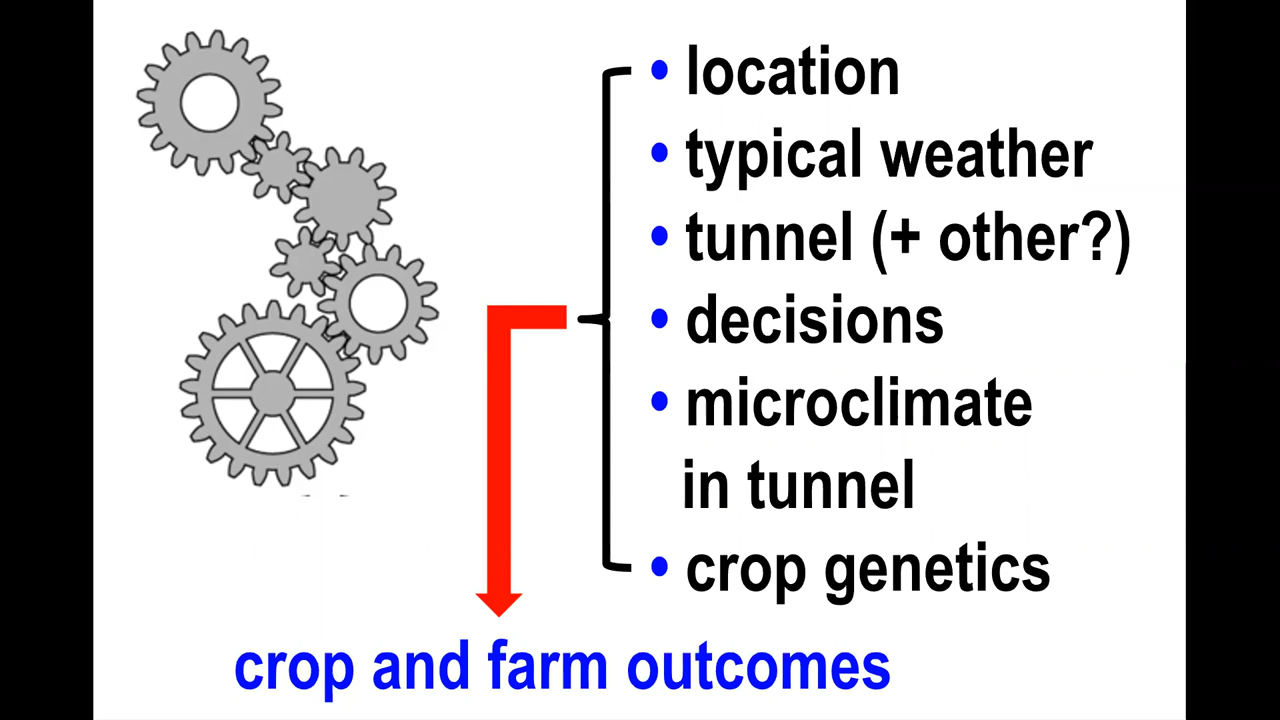 • location
• typical weather
• tunnel (+ other?)
• decisions
• microclimate
in tunnel
• crop genetics
crop and farm outcomes